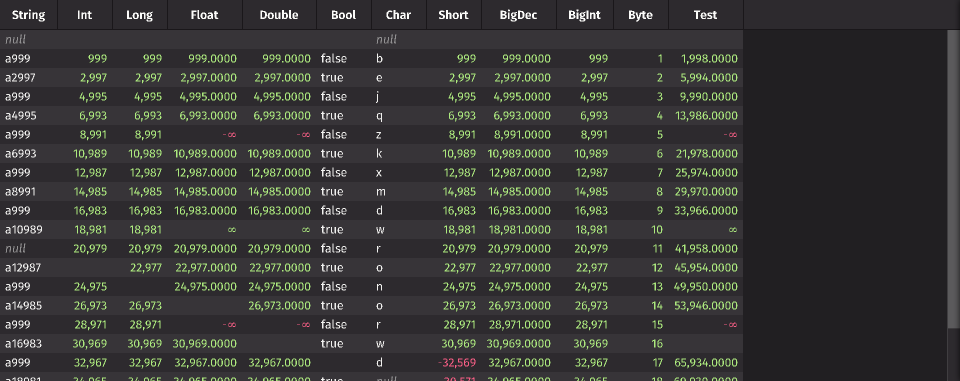 String Int Long Float Double Bool Char Short BigDec BigInt Byte Test
null null
a999 999 999 999.0000 999.0000 false b 999 999.0000 999 1 1,998.0000
a2997 2,997 2,997 2,997.0000 2,997.0000 true e 2,997 2,997.0000 2,997 2 5,994.0000
a999 4,995 4,995 4,995.0000 4,995.0000 false j 4,995 4,995.0000 4,995 3 9,990.0000
a4995 6,993 6,993 6,993.0000 6,993.0000 true q 6,993 6,993.0000 6,993 4 13,986.0000
a999 8,991 8,991 -∞ -∞ false z 8,991 8,991.0000 8,991 5 -∞
a6993 10,989 10,989 10,989.0000 10,989.0000 true k 10,989 10,989.0000 10,989 6 21,978.0000
a999 12,987 12,987 12,987.0000 12,987.0000 false x 12,987 12,987.0000 12,987 7 25,974.0000
a8991 14,985 14,985 14,985.0000 14,985.0000 true m 14,985 14,985.0000 14,985 8 29,970.0000
a999 16,983 16,983 16,983.0000 16,983.0000 false d 16,983 16,983.0000 16,983 9 33,966.0000
a10989 18,981 18,981 ∞ ∞ true w 18,981 18,981.0000 18,981 10 ∞
null 20,979 20,979 20,979.0000 20,979.0000 false r 20,979 20,979.0000 20,979 11 41,958.0000
a12987 22,977 22,977.0000 22,977.0000 true o 22,977 22,977.0000 22,977 12 45,954.0000
a999 24,975 24,975.0000 24,975.0000 false n 24,975 24,975.0000 24,975 13 49,950.0000
a14985 26,973 26,973 26,973.0000 true o 26,973 26,973.0000 26,973 14 53,946.0000
a999 28,971 28,971 -∞ -∞ false r 28,971 28,971.0000 28,971 15 -∞
a16983 30,969 30,969 30,969.0000 true w 30,969 30,969.0000 30,969 16
a999 32,967 32,967 32,967.0000 32,967.0000 d -32,569 32,967.0000 32,967 17 65,934.0000